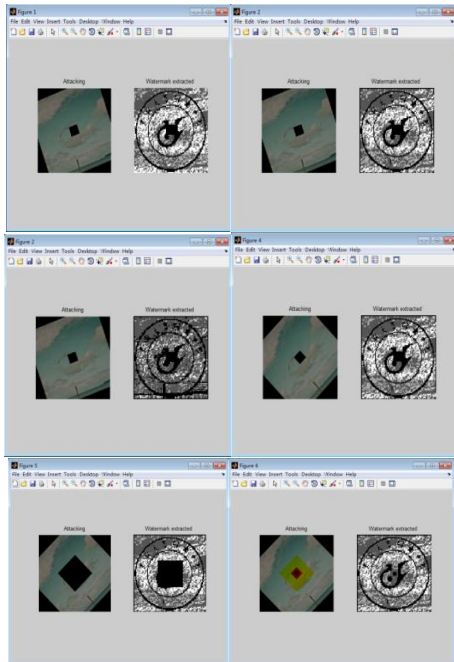 Figure 1
File Edit View Insert Tools Desktop Window Help
Attacking
Watermark extracted
Figure 2
File Edit View Insert Tools Desktop Window Help
Attacking
Watermark extracted
Figure 3
File Edit View Insert Tools Desktop Window Help
Attacking
Watermark extracted
Figure 4
File Edit View Insert Tools Desktop Window Help
Attacking
Watermark extracted
Figure 5
File Edit View Insert Tools Desktop Window Help
Attacking
Watermark extracted
Figure 6
File Edit View Insert Tools Desktop Window Help
Attacking
Watermark extracted